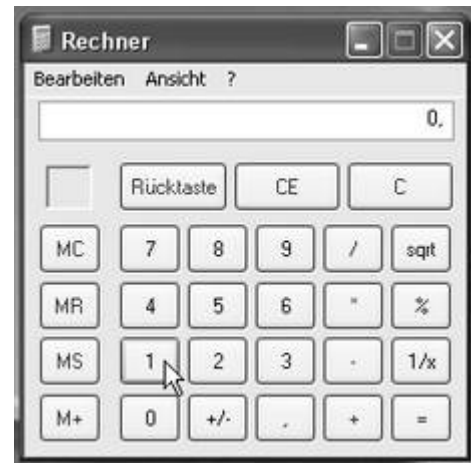 Rechner
Bearbeiten Ansicht ?
0,
Rücktaste CE C
MC 7 8 9 / sqrt
MR 4 5 6 * %
MS 1 2 3 - 1/x
M+ 0 +/- , + =